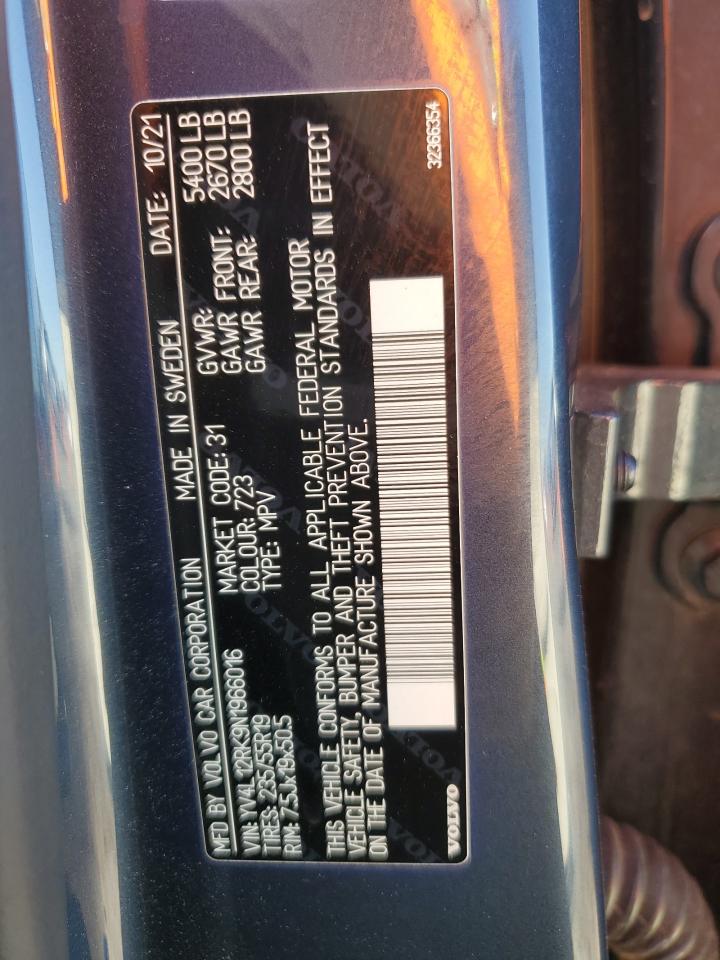 MFD BY VOLVO CAR CORPORATION MADE IN SWEDEN DATE: 10/21
VIN: YV4 12RK9N1966016 MARKET CODE: 31 GVWR: 5400 LB
TIRES: 235/55R19 COLOUR: 723 GAWR FRONT: 2670 LB
RIM: 7.5Jx19x50.5 TYPE: MPV GAWR REAR: 2800 LB
THIS VEHICLE CONFORMS TO ALL APPLICABLE FEDERAL MOTOR
VEHICLE SAFETY, BUMPER AND THEFT PREVENTION STANDARDS IN EFFECT
ON THE DATE OF MANUFACTURE SHOWN ABOVE.
VOLVO 32366354